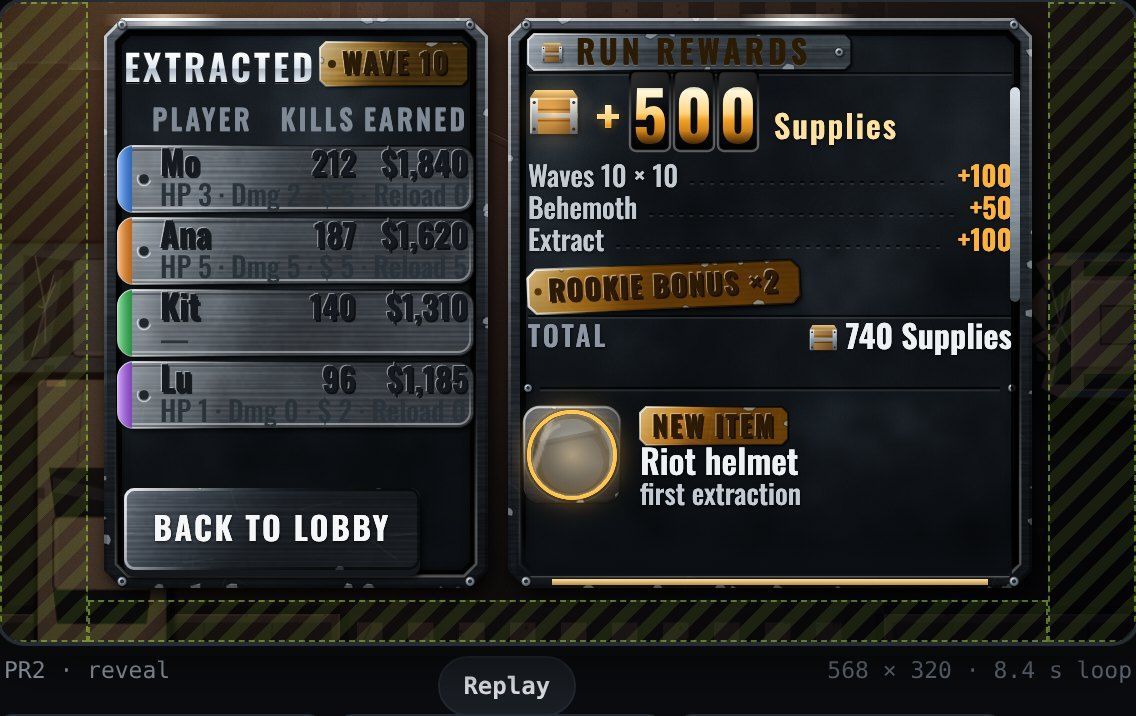 EXTRACTED WAVE 10
PLAYER KILLS EARNED
Mo 212 $1,840
HP 3 · Dmg 2 · $ 5 · Reload 0
Ana 187 $1,620
HP 5 · Dmg 5 · $ 5 · Reload 5
Kit 140 $1,310
—
Lu 96 $1,185
HP 1 · Dmg 0 · $ 2 · Reload 0
BACK TO LOBBY
RUN REWARDS
+ 500 Supplies
Waves 10 × 10 +100
Behemoth +50
Extract +100
ROOKIE BONUS ×2
TOTAL 740 Supplies
NEW ITEM
Riot helmet
first extraction
PR2 · reveal
Replay
568 × 320 · 8.4 s loop